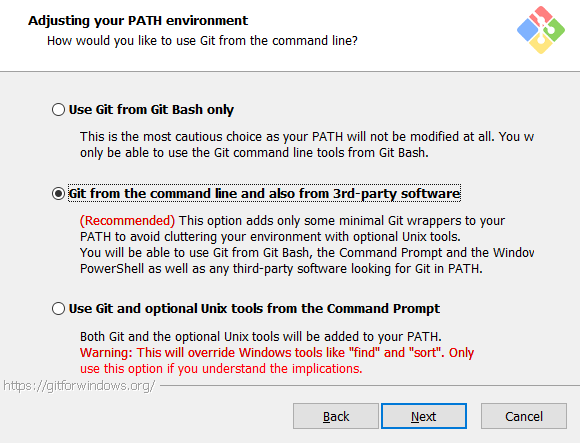 Adjusting your PATH environment
How would you like to use Git from the command line?
Use Git from Git Bash only
This is the most cautious choice as your PATH will not be modified at all. You w
only be able to use the Git command line tools from Git Bash.
Git from the command line and also from 3rd-party software
(Recommended) This option adds only some minimal Git wrappers to your
PATH to avoid cluttering your environment with optional Unix tools.
You will be able to use Git from Git Bash, the Command Prompt and the Window
PowerShell as well as any third-party software looking for Git in PATH.
Use Git and optional Unix tools from the Command Prompt
Both Git and the optional Unix tools will be added to your PATH.
Warning: This will override Windows tools like "find" and "sort". Only
use this option if you understand the implications.
https://gitforwindows.org/
Back Next Cancel